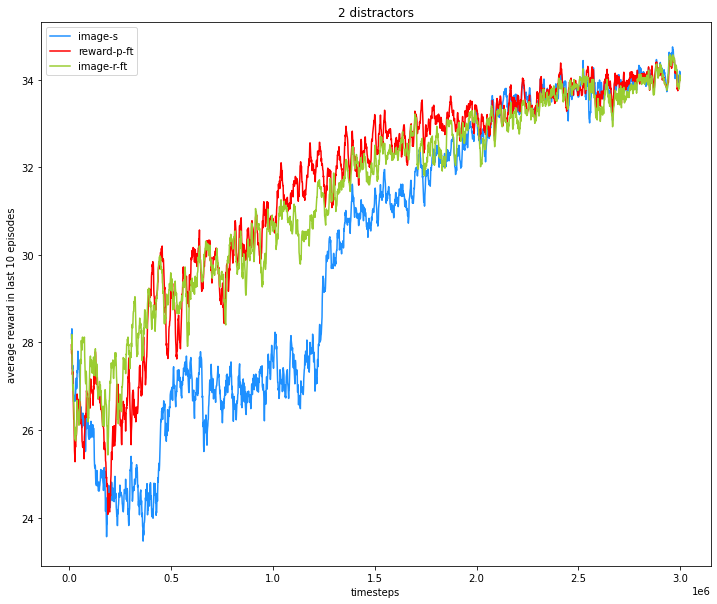 2 distractors
image-s
reward-p-ft
image-r-ft
average reward in last 10 episodes
34
32
30
28
26
24
0.0 0.5 1.0 1.5 2.0 2.5 3.0
1e6
timesteps